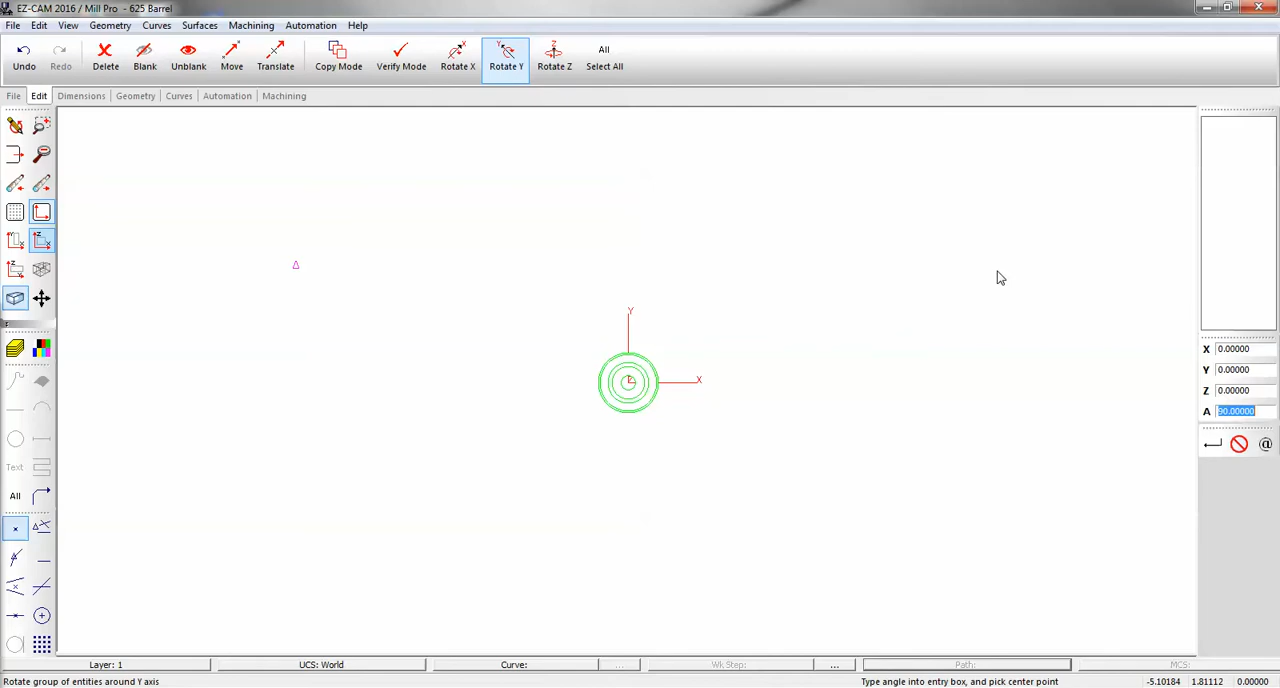 EZ-CAM 2016 / Mill Pro - 625 Barrel
File Edit View Geometry Curves Surfaces Machining Automation Help
Undo Redo Delete Blank Unblank Move Translate Copy Mode Verify Mode Rotate X Rotate Y Rotate Z All Select All
File Edit Dimensions Geometry Curves Automation Machining
Y
X
X 0.00000
Y 0.00000
Z 0.00000
A 90.00000
@
Text
All
Layer: 1 UCS: World Curve: ... Wk Step: ... Path: MCS:
Rotate group of entities around Y axis Type angle into entry box, and pick center point -5.10184 1.81112 0.00000